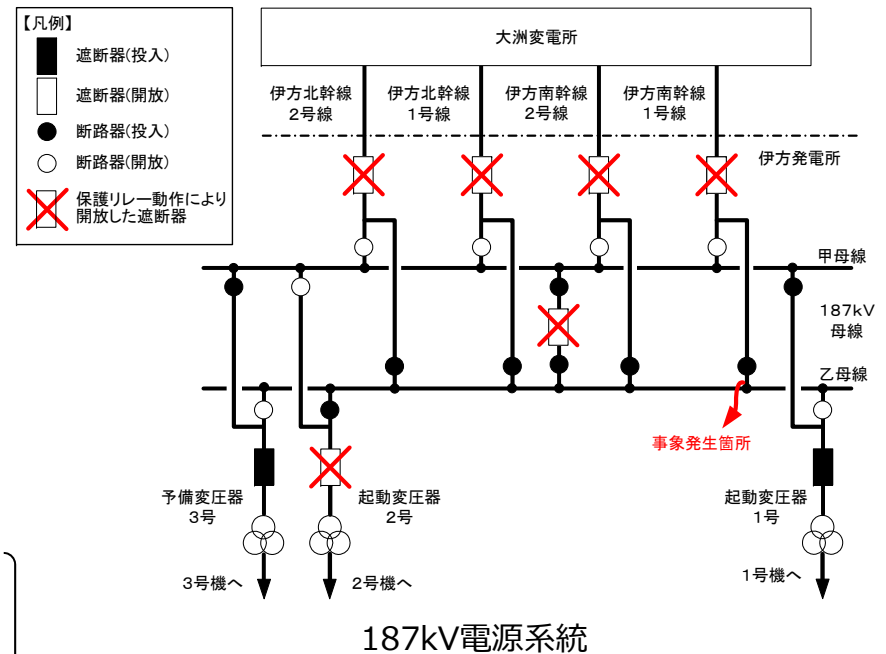 【凡例】
遮断器(投入)
遮断器(開放)
断路器(投入)
断路器(開放)
保護リレー動作により
開放した遮断器
大洲変電所
伊方北幹線
2号線
伊方北幹線
1号線
伊方南幹線
2号線
伊方南幹線
1号線
伊方発電所
甲母線
187kV
母線
乙母線
事象発生箇所
予備変圧器
3号
起動変圧器
2号
起動変圧器
1号
3号機へ
2号機へ
1号機へ
187kV電源系統